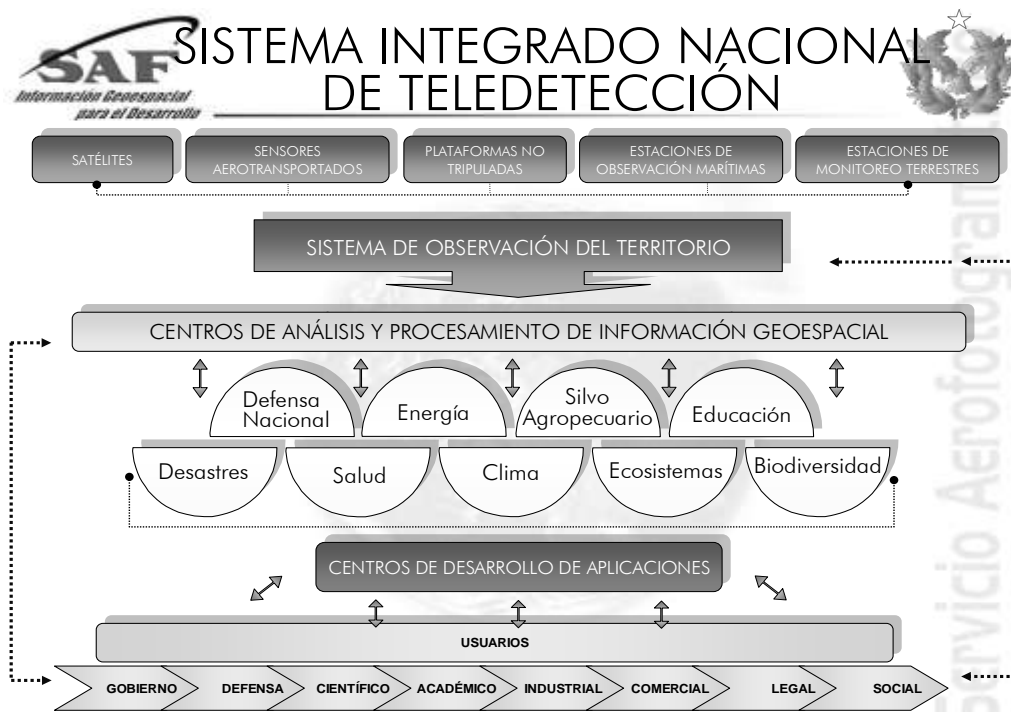 SAF
Información Geoespacial
para el Desarrollo
SISTEMA INTEGRADO NACIONAL
DE TELEDETECCIÓN
SATÉLITES
SENSORES
AEROTRANSPORTADOS
PLATAFORMAS NO
TRIPULADAS
ESTACIONES DE
OBSERVACIÓN MARÍTIMAS
ESTACIONES DE
MONITOREO TERRESTRES
SISTEMA DE OBSERVACIÓN DEL TERRITORIO
CENTROS DE ANÁLISIS Y PROCESAMIENTO DE INFORMACIÓN GEOESPACIAL
Defensa
Nacional
Energía
Silvo
Agropecuario
Educación
Desastres
Salud
Clima
Ecosistemas
Biodiversidad
CENTROS DE DESARROLLO DE APLICACIONES
USUARIOS
GOBIERNO
DEFENSA
CIENTÍFICO
ACADÉMICO
INDUSTRIAL
COMERCIAL
LEGAL
SOCIAL
Servicio Aerofotogram